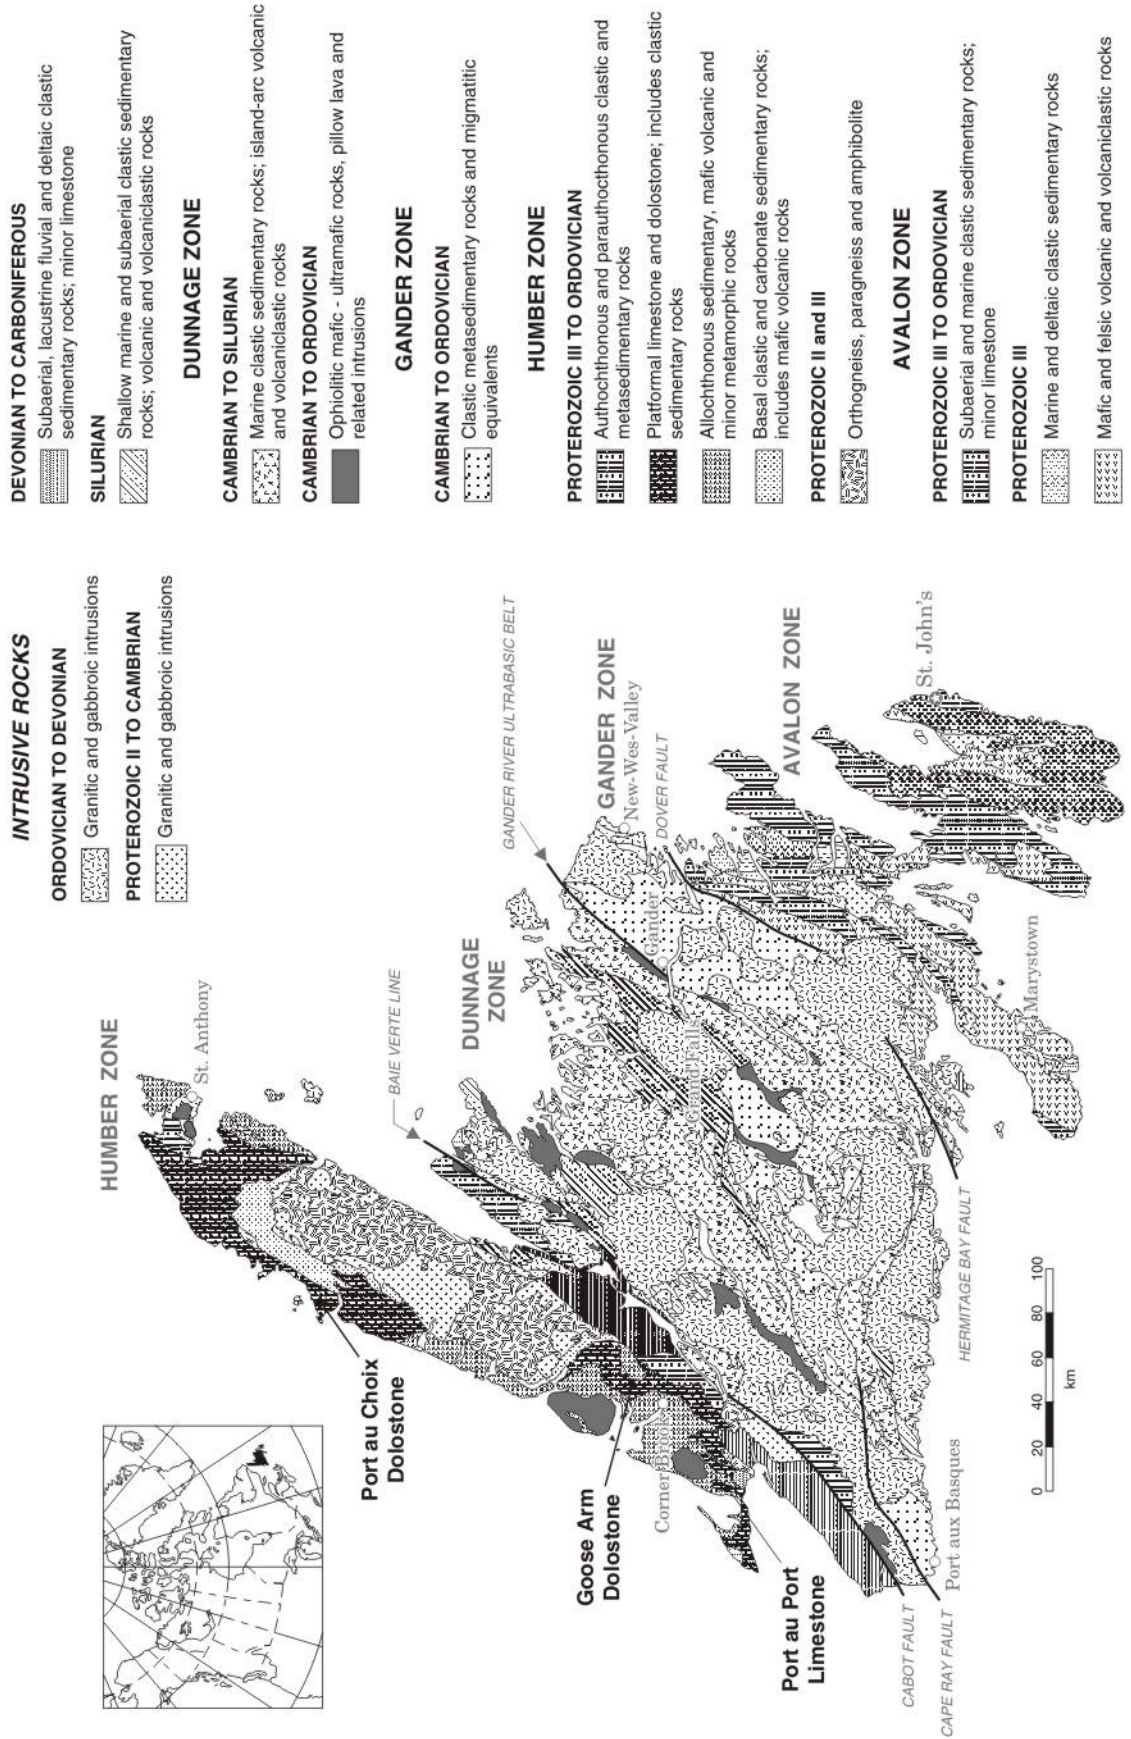 DEVONIAN TO CARBONIFEROUS
Subaerial, lacustrine fluvial and deltaic clastic
sedimentary rocks; minor limestone
SILURIAN
Shallow marine and subaerial clastic sedimentary
rocks; volcanic and volcaniclastic rocks
DUNNAGE ZONE
CAMBRIAN TO SILURIAN
Marine clastic sedimentary rocks; island-arc volcanic
and volcaniclastic rocks
CAMBRIAN TO ORDOVICIAN
Ophiolitic mafic - ultramafic rocks, pillow lava and
related intrusions
GANDER ZONE
CAMBRIAN TO ORDOVICIAN
Clastic metasedimentary rocks and migmatitic
equivalents
HUMBER ZONE
PROTEROZOIC III TO ORDOVICIAN
Authochthonous and parauthocthonous clastic and
metasedimentary rocks
Platformal limestone and dolostone; includes clastic
sedimentary rocks
Allochthonous sedimentary, mafic volcanic and
minor metamorphic rocks
Basal clastic and carbonate sedimentary rocks;
includes mafic volcanic rocks
PROTEROZOIC II and III
Orthogneiss, paragneiss and amphibolite
AVALON ZONE
PROTEROZOIC III TO ORDOVICIAN
Subaerial and marine clastic sedimentary rocks;
minor limestone
PROTEROZOIC III
Marine and deltaic clastic sedimentary rocks
Mafic and felsic volcanic and volcaniclastic rocks
INTRUSIVE ROCKS
ORDOVICIAN TO DEVONIAN
Granitic and gabbroic intrusions
PROTEROZOIC II TO CAMBRIAN
Granitic and gabbroic intrusions
HUMBER ZONE
St. Anthony
BAIE VERTE LINE
DUNNAGE
ZONE
GANDER RIVER ULTRABASIC BELT
GANDER ZONE
New-Wes-Valley
DOVER FAULT
AVALON ZONE
St. John's
Gander
Grand Falls
Marystown
Port au Choix
Dolostone
Goose Arm
Dolostone
Corner Brook
Port au Port
Limestone
CABOT FAULT
CAPE RAY FAULT
Port aux Basques
HERMITAGE BAY FAULT
0 20 40 60 80 100
km